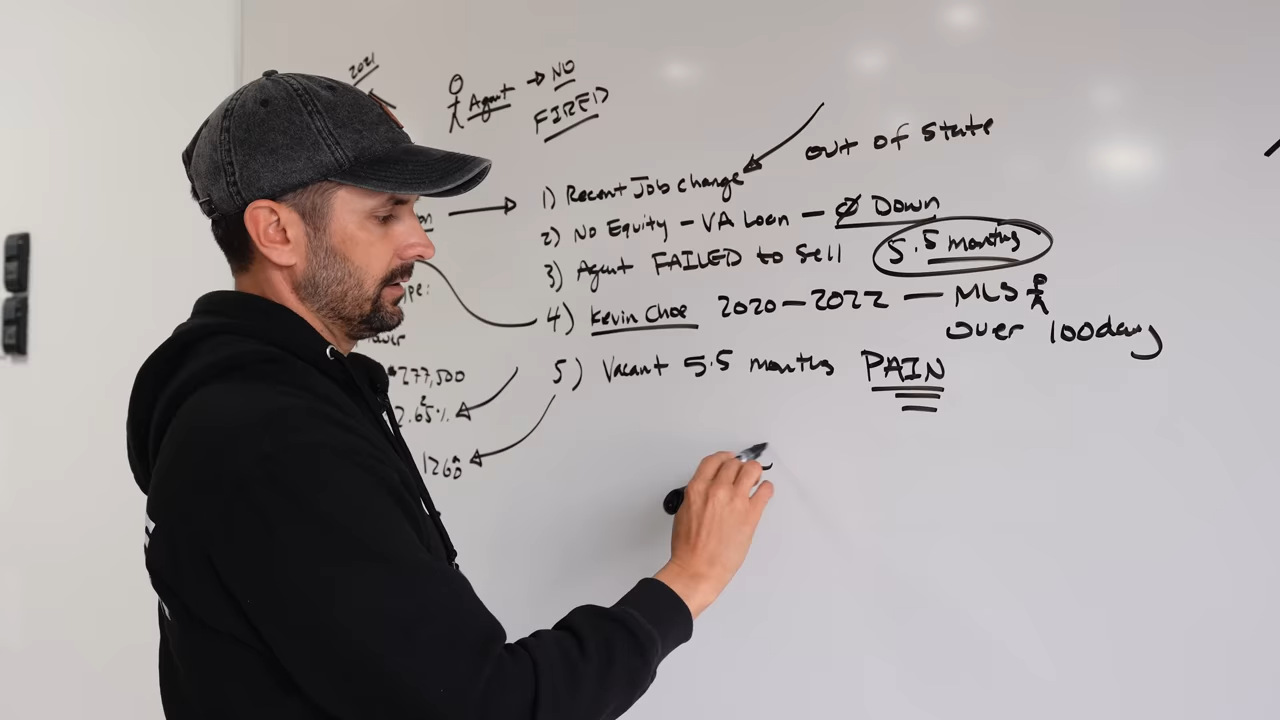 2021
Agent → NO
FIRED
out of state
1) Recent Job change
2) No Equity - VA Loan - Ø Down
3) Agent FAILED to sell 5.5 months
4) Kevin Choe 2020-2022 - MLS
over 100days
5) Vacant 5.5 months PAIN
277,500
2.65%
1260